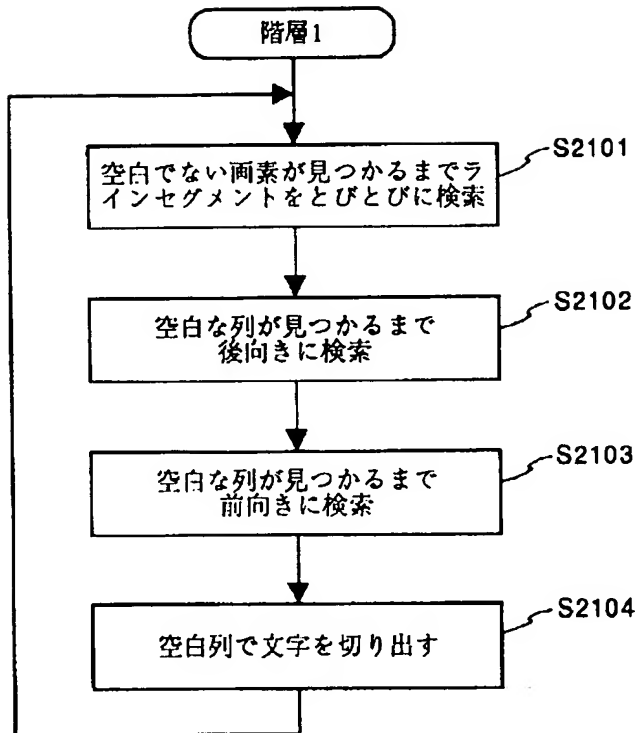 階層1
空白でない画素が見つかるまでラ
インセグメントをとびとびに検索
S2101
空白な列が見つかるまで
後向きに検索
S2102
空白な列が見つかるまで
前向きに検索
S2103
空白列で文字を切り出す
S2104